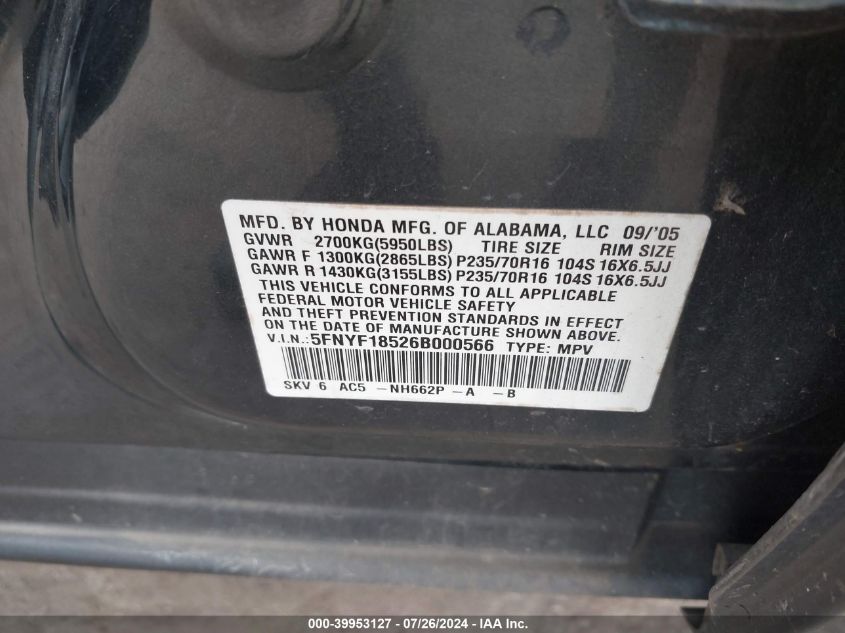 MFD. BY HONDA MFG. OF ALABAMA, LLC 09/'05
GVWR 2700KG(5950LBS) TIRE SIZE RIM SIZE
GAWR F 1300KG(2865LBS) P235/70R16 104S 16X6.5JJ
GAWR R 1430KG(3155LBS) P235/70R16 104S 16X6.5JJ
THIS VEHICLE CONFORMS TO ALL APPLICABLE
FEDERAL MOTOR VEHICLE SAFETY
AND THEFT PREVENTION STANDARDS IN EFFECT
ON THE DATE OF MANUFACTURE SHOWN ABOVE.
V.I.N.:5FNYF18526B000566 TYPE: MPV
SKV 6 AC5 -NH662P -A -B
000-39953127 - 07/26/2024 - IAA Inc.